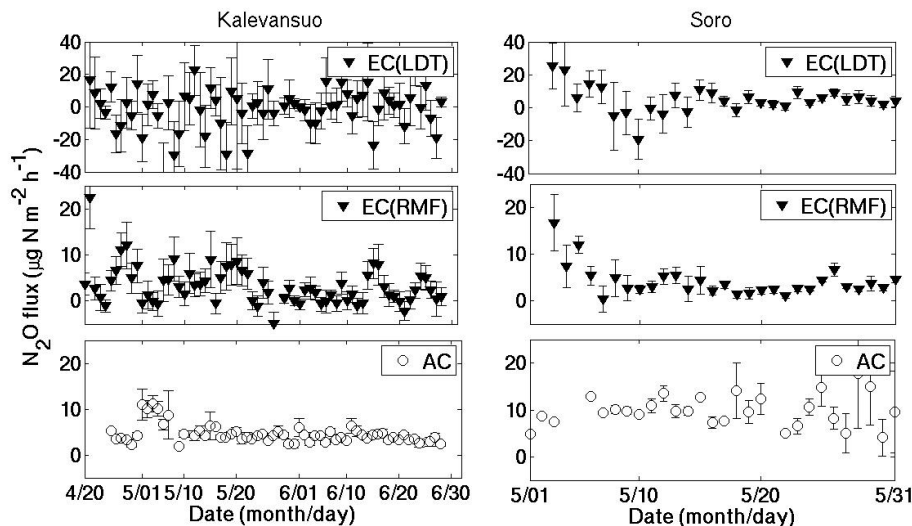 Kalevansuo
Soro
N2O flux (μg N m−2 h−1)
40
20
0
-20
-40
EC(LDT)
40
20
0
-20
-40
EC(LDT)
20
10
0
EC(RMF)
20
10
0
EC(RMF)
20
10
0
AC
20
10
0
AC
4/20 5/01 5/10 5/20 6/01 6/10 6/20 6/30
Date (month/day)
5/01 5/10 5/20 5/31
Date (month/day)